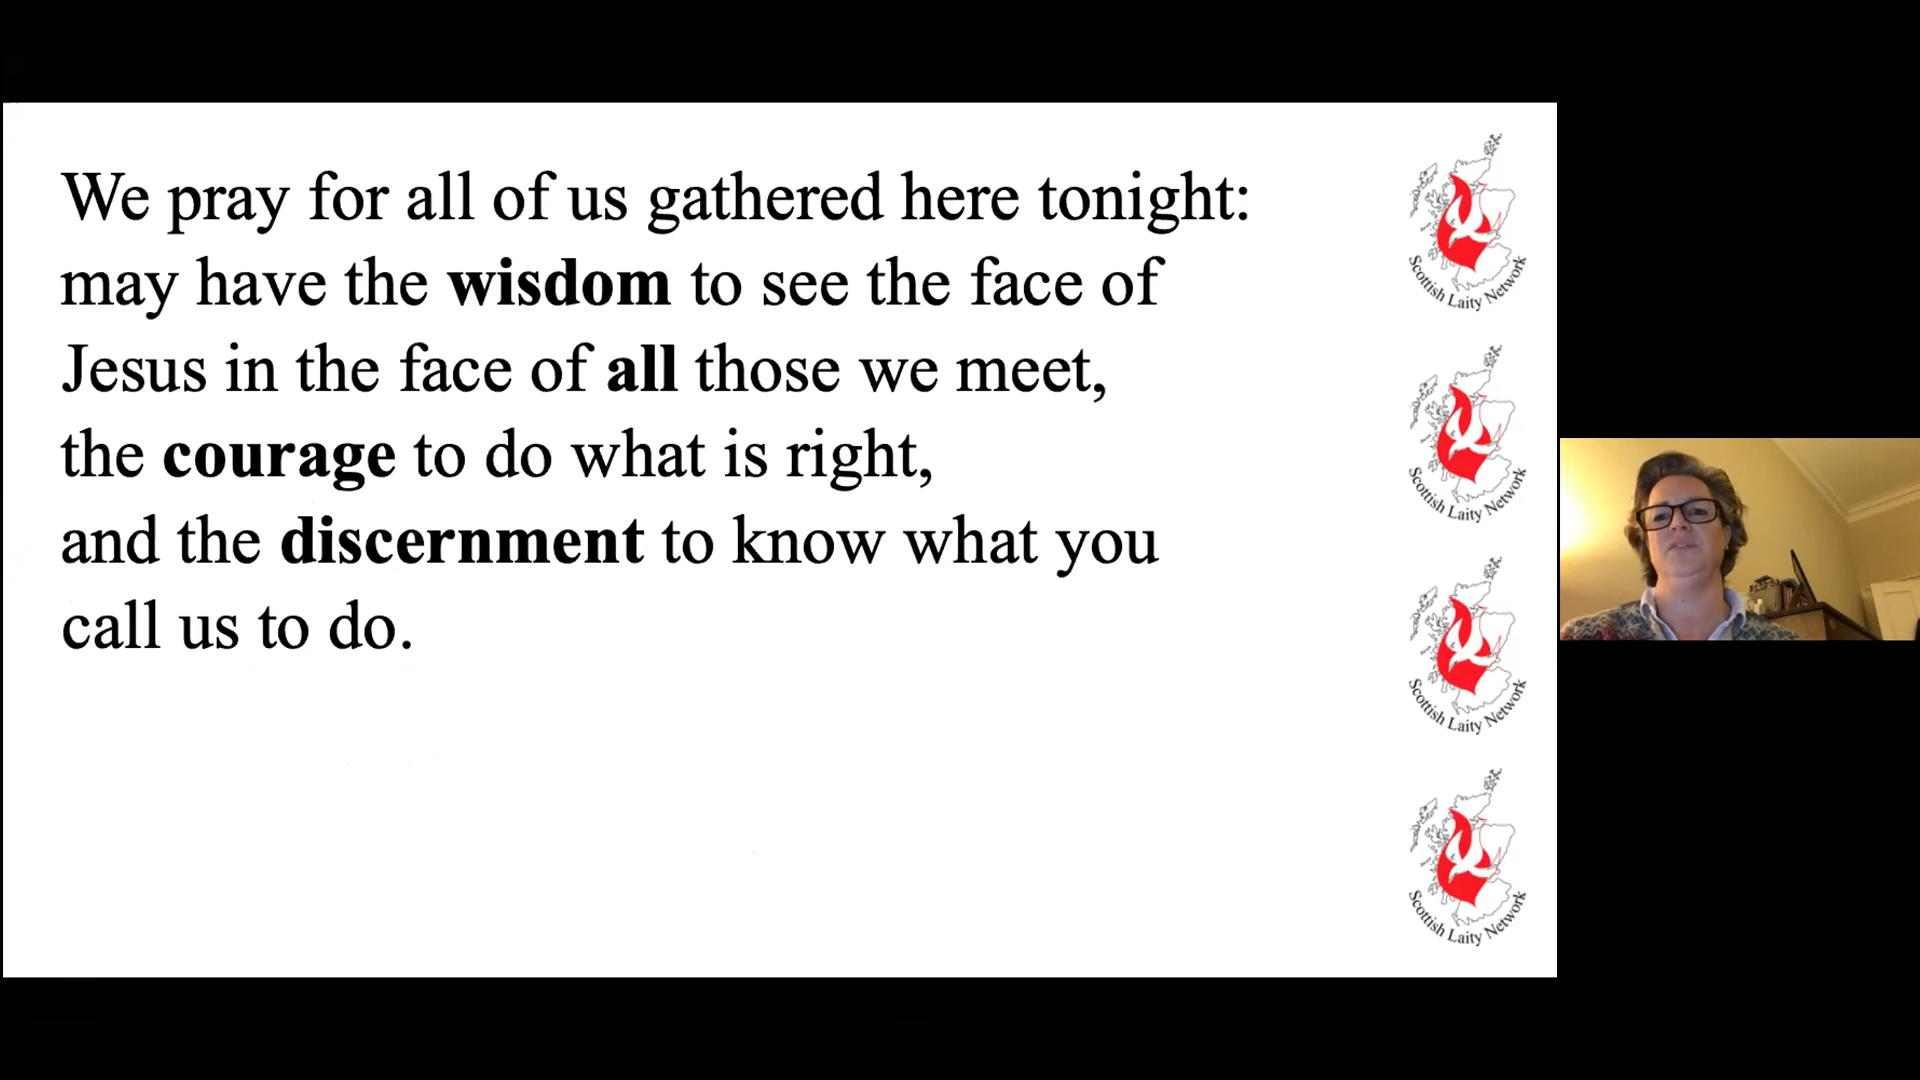 We pray for all of us gathered here tonight:
may have the wisdom to see the face of
Jesus in the face of all those we meet,
the courage to do what is right,
and the discernment to know what you
call us to do.
Scottish Laity Network
Scottish Laity Network
Scottish Laity Network
Scottish Laity Network